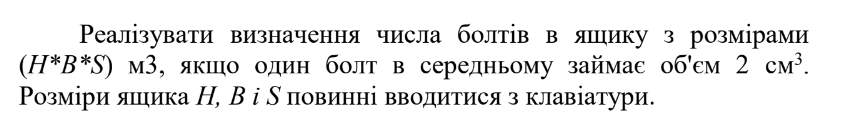 Реалізувати визначення числа болтів в ящику з розмірами
(H*B*S) м3, якщо один болт в середньому займає об'єм 2 см³.
Розміри ящика H, B і S повинні вводитися з клавіатури.